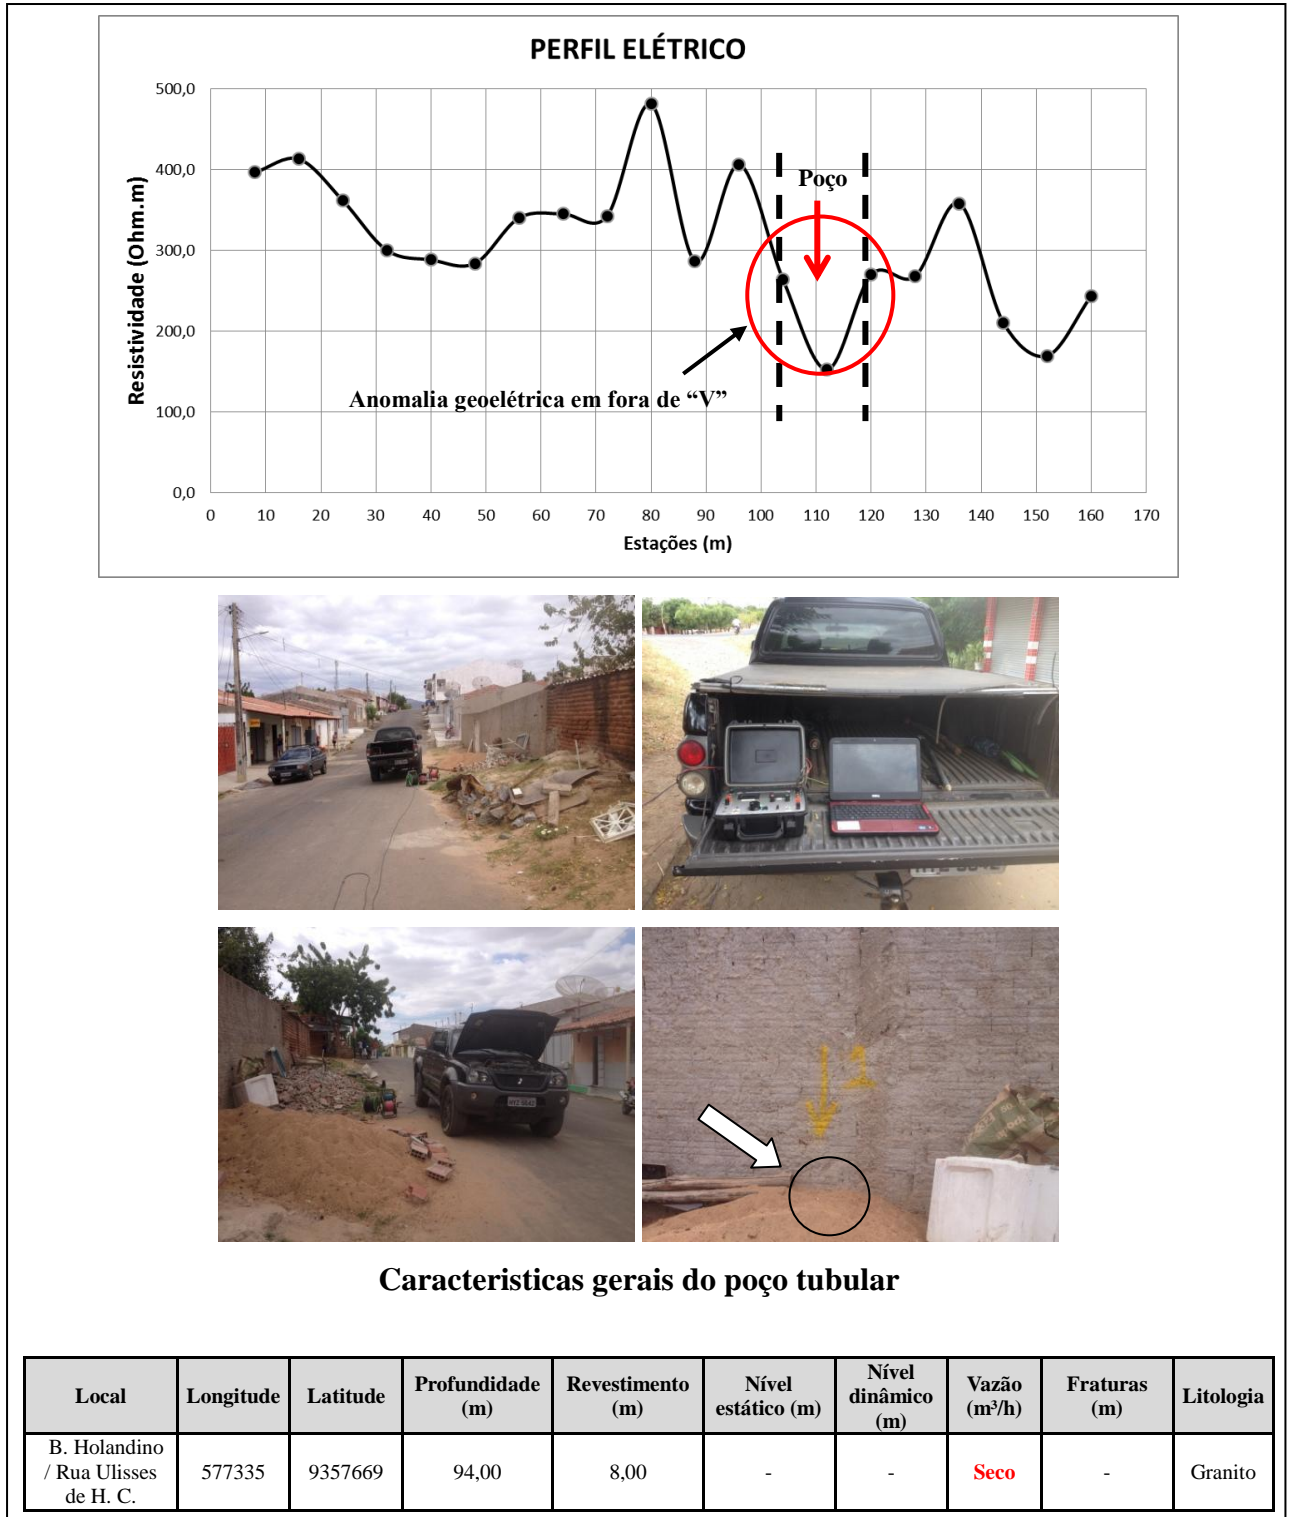 PERFIL ELÉTRICO
500,0
400,0
300,0
200,0
100,0
0,0
Resistividade (Ohm.m)
Poço
Anomalia geoelétrica em fora de “V”
0 10 20 30 40 50 60 70 80 90 100 110 120 130 140 150 160 170
Estações (m)
1
Caracteristicas gerais do poço tubular
Local Longitude Latitude Profundidade (m) Revestimento (m) Nível estático (m) Nível dinâmico (m) Vazão (m³/h) Fraturas (m) Litologia
B. Holandino / Rua Ulisses de H. C. 577335 9357669 94,00 8,00 - - Seco - Granito